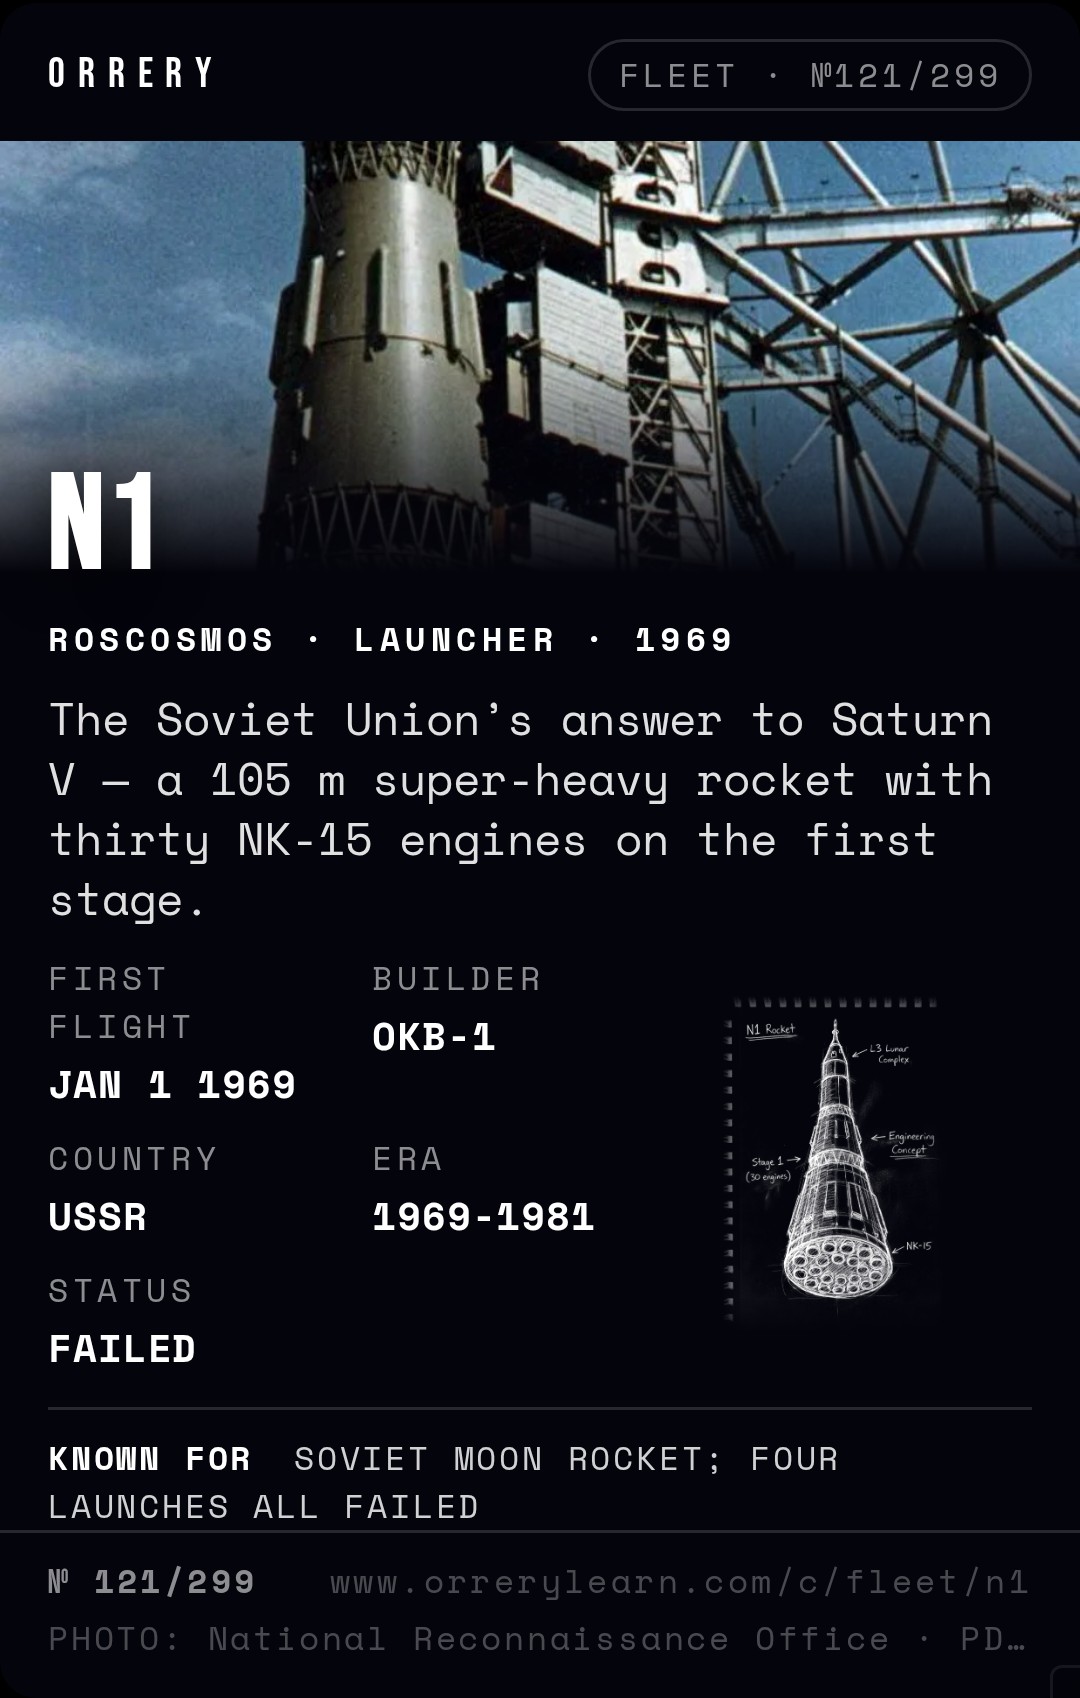 ORRERY
FLEET · №121/299
N1
ROSCOSMOS · LAUNCHER · 1969
The Soviet Union’s answer to Saturn
V — a 105 m super-heavy rocket with
thirty NK-15 engines on the first
stage.
FIRST
FLIGHT
JAN 1 1969
BUILDER
OKB-1
COUNTRY
USSR
ERA
1969-1981
STATUS
FAILED
N1 Rocket
L3 Lunar
Complex
Engineering
Concept
Stage 1
(30 engines)
NK-15
KNOWN FOR SOVIET MOON ROCKET; FOUR
LAUNCHES ALL FAILED
№ 121/299
www.orrerylearn.com/c/fleet/n1
PHOTO: National Reconnaissance Office · PD…